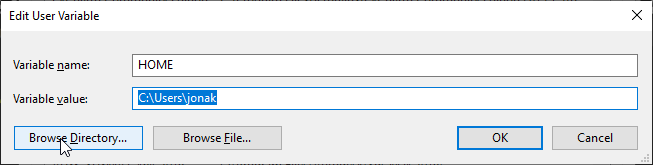 Edit User Variable
Variable name: HOME
Variable value: C:\Users\jonak
Browse Directory... Browse File... OK Cancel